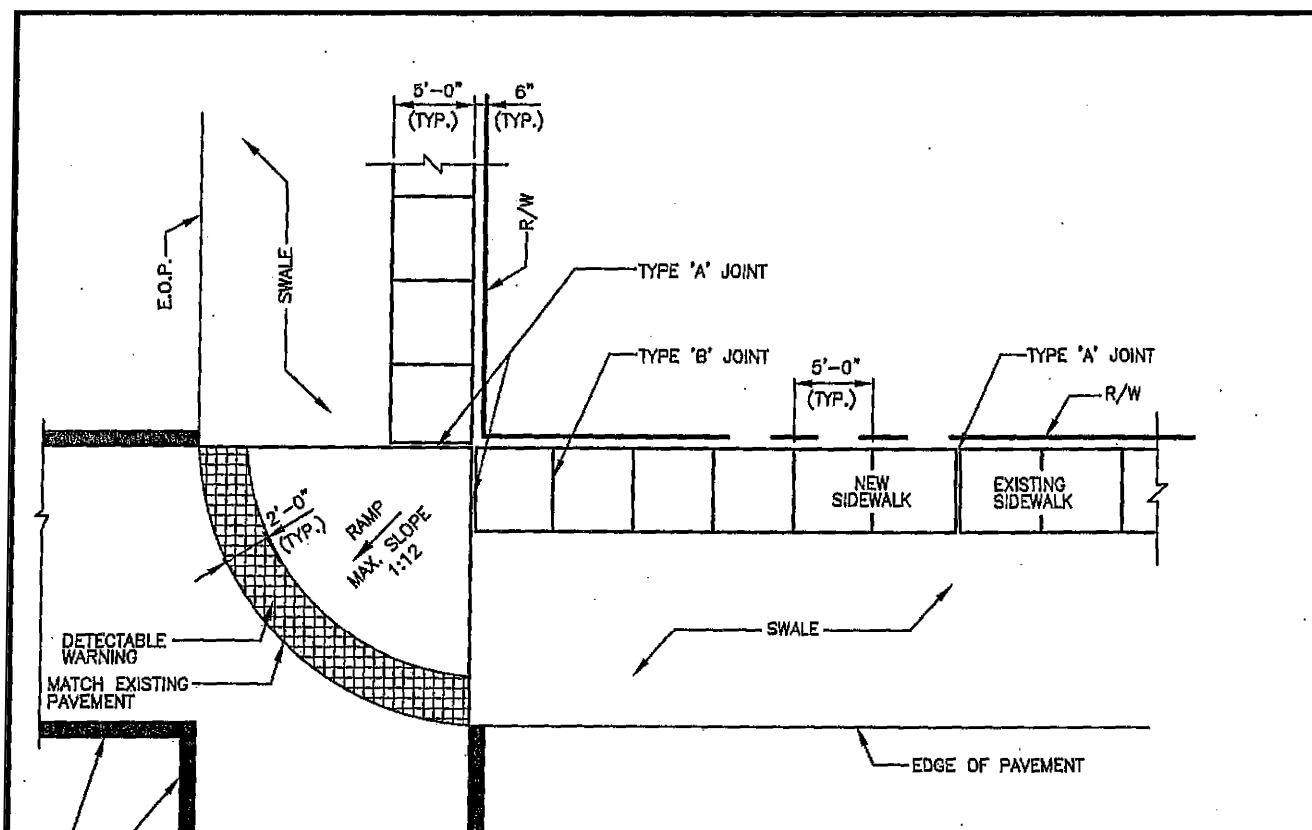 5'-0"
(TYP.)
6"
(TYP.)
R/W
E.O.P.
SWALE
TYPE 'A' JOINT
TYPE 'B' JOINT
5'-0"
(TYP.)
TYPE 'A' JOINT
R/W
NEW
SIDEWALK
EXISTING
SIDEWALK
2'-0"
(TYP.)
RAMP
MAX. SLOPE
1:12
DETECTABLE
WARNING
MATCH EXISTING
PAVEMENT
SWALE
EDGE OF PAVEMENT